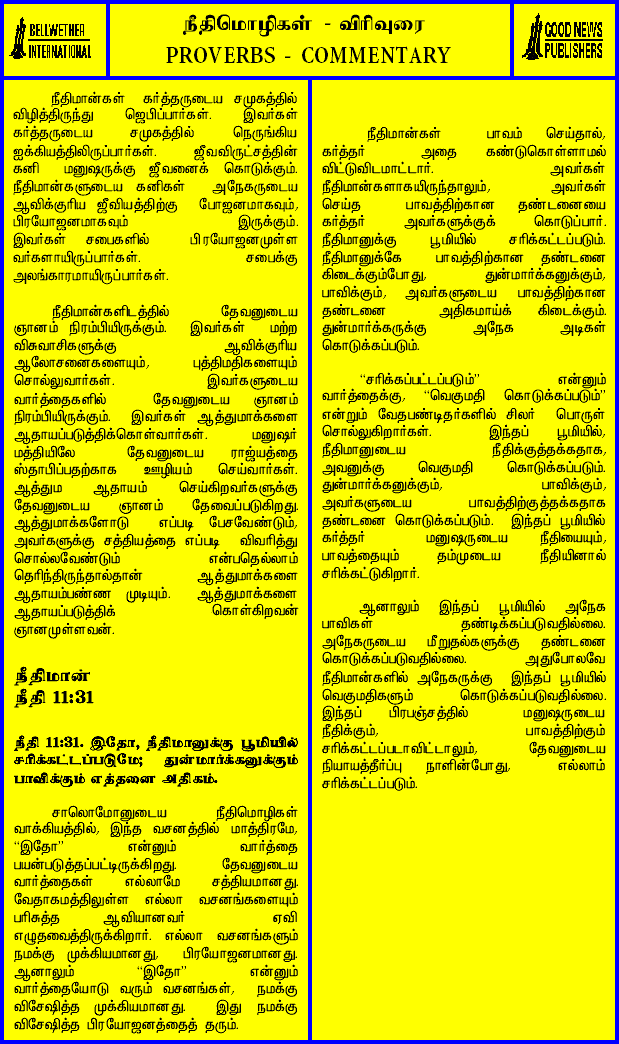 BELLWETHER
INTERNATIONAL
நீதிமொழிகள் - விரிவுரை
PROVERBS - COMMENTARY
GOOD NEWS
PUBLISHERS
நீதிமான்கள் கர்த்தருடைய சமுகத்தில்
விழித்திருந்து ஜெபிப்பார்கள். இவர்கள்
கர்த்தருடைய சமுகத்தில் நெருங்கிய
ஐக்கியத்திலிருப்பார்கள். ஜீவவிருட்சத்தின்
கனி மனுஷருக்கு ஜீவனைக் கொடுக்கும்.
நீதிமான்களுடைய கனிகள் அநேகருடைய
ஆவிக்குரிய ஜீவியத்திற்கு போஜனமாகவும்,
பிரயோஜனமாகவும் இருக்கும்.
இவர்கள் சபைகளில் பிரயோஜனமுள்ள
வர்களாயிருப்பார்கள். சபைக்கு
அலங்காரமாயிருப்பார்கள்.
நீதிமான்களிடத்தில் தேவனுடைய
ஞானம் நிரம்பியிருக்கும். இவர்கள் மற்ற
விசுவாசிகளுக்கு ஆவிக்குரிய
ஆலோசனைகளையும், புத்திமதிகளையும்
சொல்லுவார்கள். இவர்களுடைய
வார்த்தைகளில் தேவனுடைய ஞானம்
நிரம்பியிருக்கும். இவர்கள் ஆத்துமாக்களை
ஆதாயப்படுத்திக்கொள்வார்கள். மனுஷர்
மத்தியிலே தேவனுடைய ராஜ்யத்தை
ஸ்தாபிப்பதற்காக ஊழியம் செய்வார்கள்.
ஆத்தும ஆதாயம் செய்கிறவர்களுக்கு
தேவனுடைய ஞானம் தேவைப்படுகிறது.
ஆத்துமாக்களோடு எப்படி பேசவேண்டும்,
அவர்களுக்கு சத்தியத்தை எப்படி விவரித்து
சொல்லவேண்டும் என்பதெல்லாம்
தெரிந்திருந்தால்தான் ஆத்துமாக்களை
ஆதாயம்பண்ண முடியும். ஆத்துமாக்களை
ஆதாயப்படுத்திக் கொள்கிறவன்
ஞானமுள்ளவன்.
நீதிமான்
நீதி 11:31
நீதி 11:31. இதோ, நீதிமானுக்கு பூமியில்
சரிக்கட்டப்படுமே; துன்மார்க்கனுக்கும்
பாவிக்கும் எத்தனை அதிகம்.
சாலொமோனுடைய நீதிமொழிகள்
வாக்கியத்தில், இந்த வசனத்தில் மாத்திரமே,
“இதோ” என்னும் வார்த்தை
பயன்படுத்தப்பட்டிருக்கிறது. தேவனுடைய
வார்த்தைகள் எல்லாமே சத்தியமானது.
வேதாகமத்திலுள்ள எல்லா வசனங்களையும்
பரிசுத்த ஆவியானவர் ஏவி
எழுதவைத்திருக்கிறார். எல்லா வசனங்களும்
நமக்கு முக்கியமானது, பிரயோஜனமானது.
ஆனாலும் “இதோ” என்னும்
வார்த்தையோடு வரும் வசனங்கள், நமக்கு
விசேஷித்த முக்கியமானது. இது நமக்கு
விசேஷித்த பிரயோஜனத்தைத் தரும்.
நீதிமான்கள் பாவம் செய்தால்,
கர்த்தர் அதை கண்டுகொள்ளாமல்
விட்டுவிடமாட்டார். அவர்கள்
நீதிமான்களாகயிருந்தாலும், அவர்கள்
செய்த பாவத்திற்கான தண்டனையை
கர்த்தர் அவர்களுக்குக் கொடுப்பார்.
நீதிமானுக்கு பூமியில் சரிக்கட்டப்படும்.
நீதிமானுக்கே பாவத்திற்கான தண்டனை
கிடைக்கும்போது, துன்மார்க்கனுக்கும்,
பாவிக்கும், அவர்களுடைய பாவத்திற்கான
தண்டனை அதிகமாய்க் கிடைக்கும்.
துன்மார்க்கருக்கு அநேக அடிகள்
கொடுக்கப்படும்.
“சரிக்கப்பட்டப்படும்” என்னும்
வார்த்தைக்கு, “வெகுமதி கொடுக்கப்படும்”
என்றும் வேதபண்டிதர்களில் சிலர் பொருள்
சொல்லுகிறார்கள். இந்தப் பூமியில்,
நீதிமானுடைய நீதிக்குத்தக்கதாக,
அவனுக்கு வெகுமதி கொடுக்கப்படும்.
துன்மார்க்கனுக்கும், பாவிக்கும்,
அவர்களுடைய பாவத்திற்குத்தக்கதாக
தண்டனை கொடுக்கப்படும். இந்தப் பூமியில்
கர்த்தர் மனுஷருடைய நீதியையும்,
பாவத்தையும் தம்முடைய நீதியினால்
சரிக்கட்டுகிறார்.
ஆனாலும் இந்தப் பூமியில் அநேக
பாவிகள் தண்டிக்கப்படுவதில்லை.
அநேகருடைய மீறுதல்களுக்கு தண்டனை
கொடுக்கப்படுவதில்லை. அதுபோலவே
நீதிமான்களில் அநேகருக்கு இந்தப் பூமியில்
வெகுமதிகளும் கொடுக்கப்படுவதில்லை.
இந்தப் பிரபஞ்சத்தில் மனுஷருடைய
நீதிக்கும், பாவத்திற்கும்
சரிக்கட்டப்படாவிட்டாலும், தேவனுடைய
நியாயத்தீர்ப்பு நாளின்போது, எல்லாம்
சரிக்கட்டப்படும்.